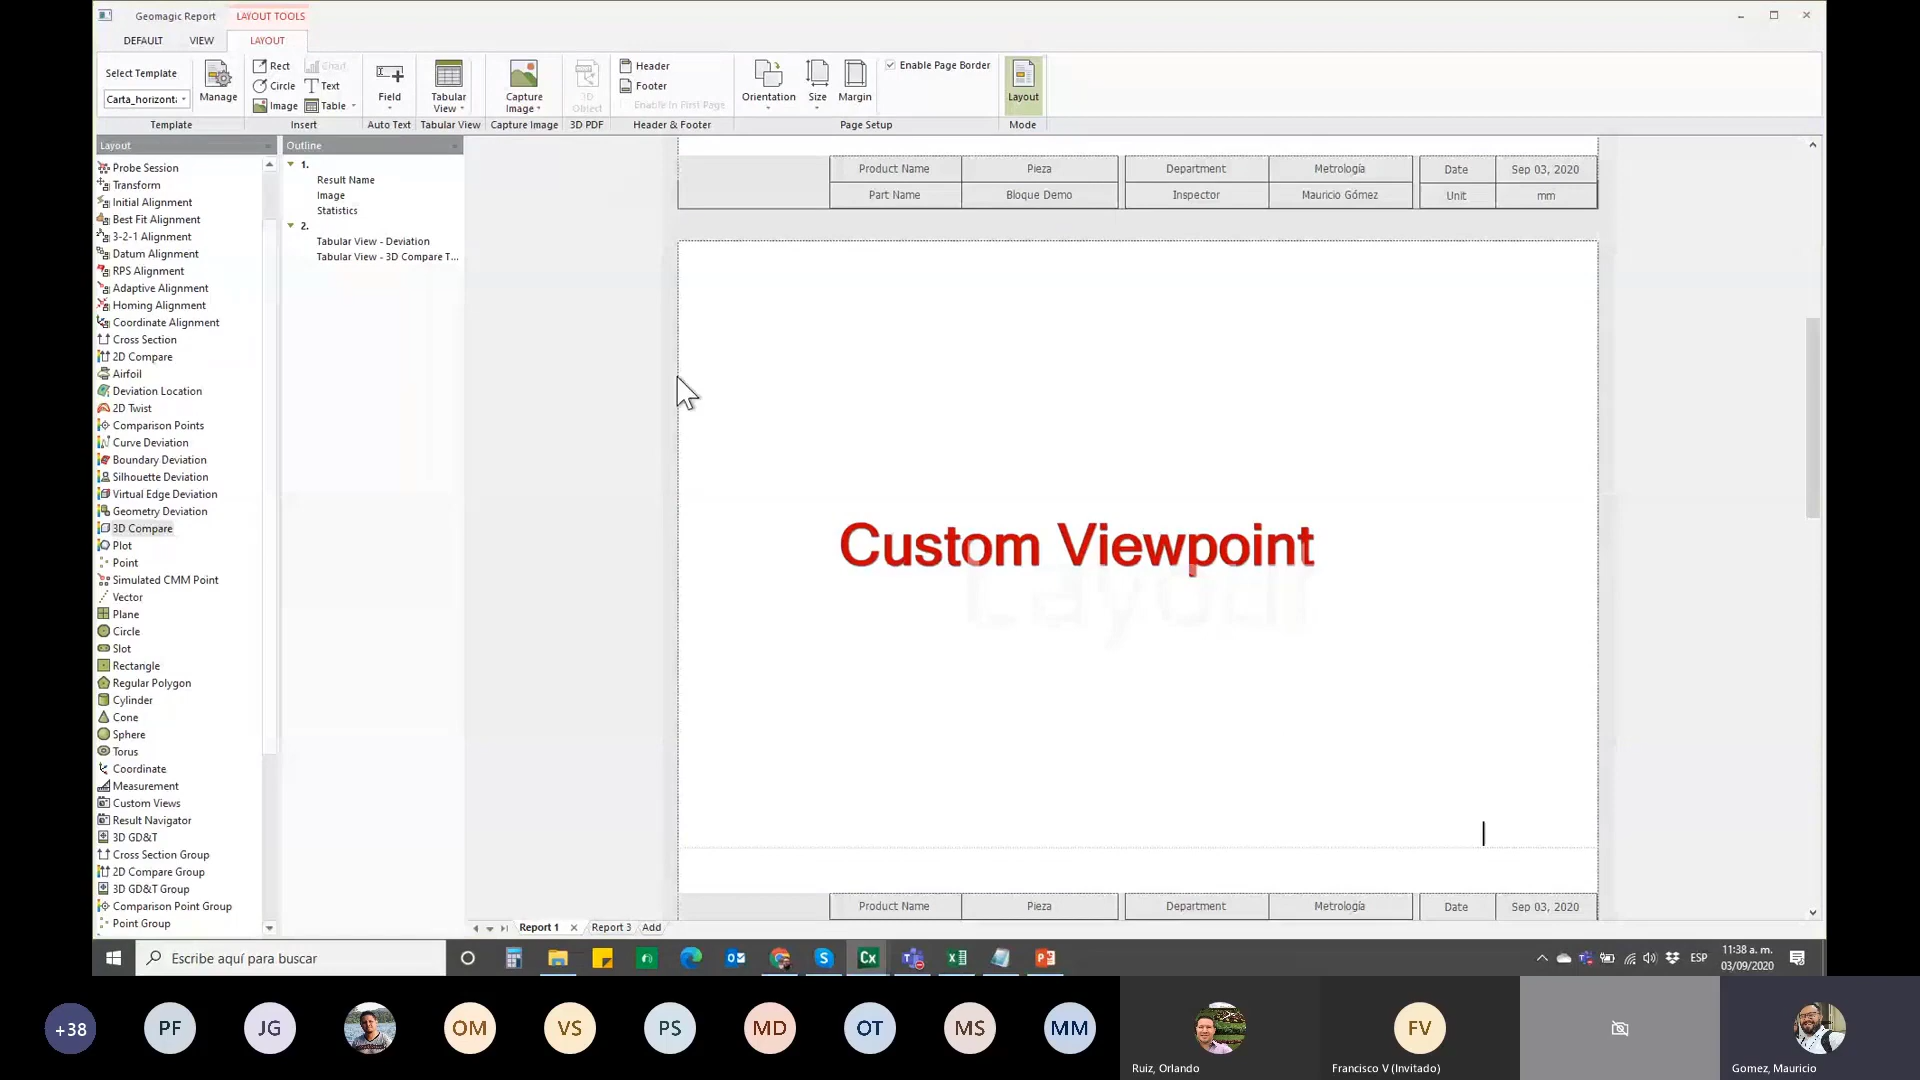 Geomagic Report
LAYOUT TOOLS
DEFAULT
VIEW
LAYOUT
Select Template
Carta_horizont:
Manage
Template
Rect
Chart
Circle
Text
Image
Table
Insert
Field
Auto Text
Tabular
View
Tabular View
Capture
Image
Capture Image
3D
Object
3D PDF
Header
Footer
Enable in First Page
Header & Footer
Orientation
Size
Margin
Enable Page Border
Page Setup
Layout
Mode
Layout
Probe Session
Transform
Initial Alignment
Best Fit Alignment
3-2-1 Alignment
Datum Alignment
RPS Alignment
Adaptive Alignment
Homing Alignment
Coordinate Alignment
Cross Section
2D Compare
Airfoil
Deviation Location
2D Twist
Comparison Points
Curve Deviation
Boundary Deviation
Silhouette Deviation
Virtual Edge Deviation
Geometry Deviation
3D Compare
Plot
Point
Simulated CMM Point
Vector
Plane
Circle
Slot
Rectangle
Regular Polygon
Cylinder
Cone
Sphere
Torus
Coordinate
Measurement
Custom Views
Result Navigator
3D GD&T
Cross Section Group
2D Compare Group
3D GD&T Group
Comparison Point Group
Point Group
Outline
1.
Result Name
Image
Statistics
2.
Tabular View - Deviation
Tabular View - 3D Compare T...
Product Name Pieza Department Metrología Date Sep 03, 2020
Part Name Bloque Demo Inspector Mauricio Gómez Unit mm
Custom Viewpoint
Layout
Product Name Pieza Department Metrología Date Sep 03, 2020
Report 1
Report 3
Add
Escribe aquí para buscar
Cx
ESP
11:38 a. m.
03/09/2020
+38
PF
JG
OM
VS
PS
MD
OT
MS
MM
Ruiz, Orlando
FV
Francisco V (Invitado)
Gomez, Mauricio